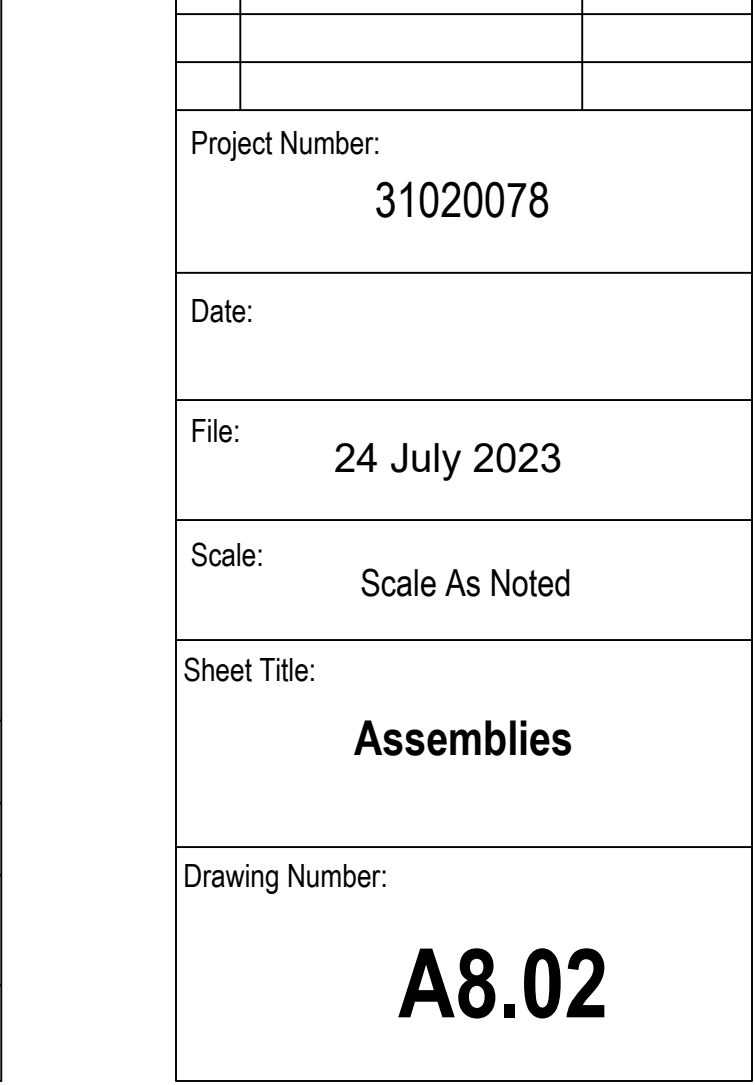 Project Number:
31020078
Date:
File:
24 July 2023
Scale:
Scale As Noted
Sheet Title:
Assemblies
Drawing Number:
A8.02